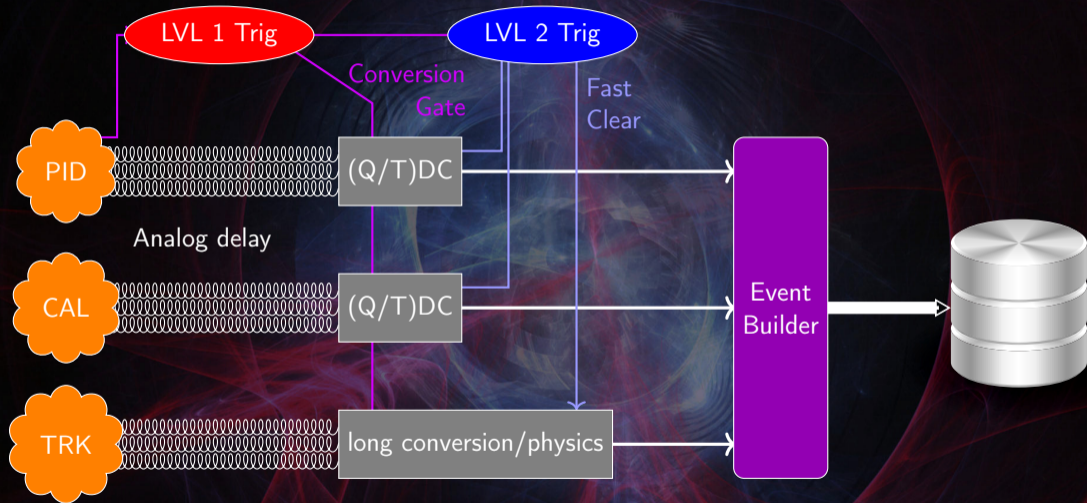 LVL 1 Trig
LVL 2 Trig
Conversion
Gate
Fast
Clear
PID
(Q/T)DC
Analog delay
CAL
(Q/T)DC
Event
Builder
TRK
long conversion/physics